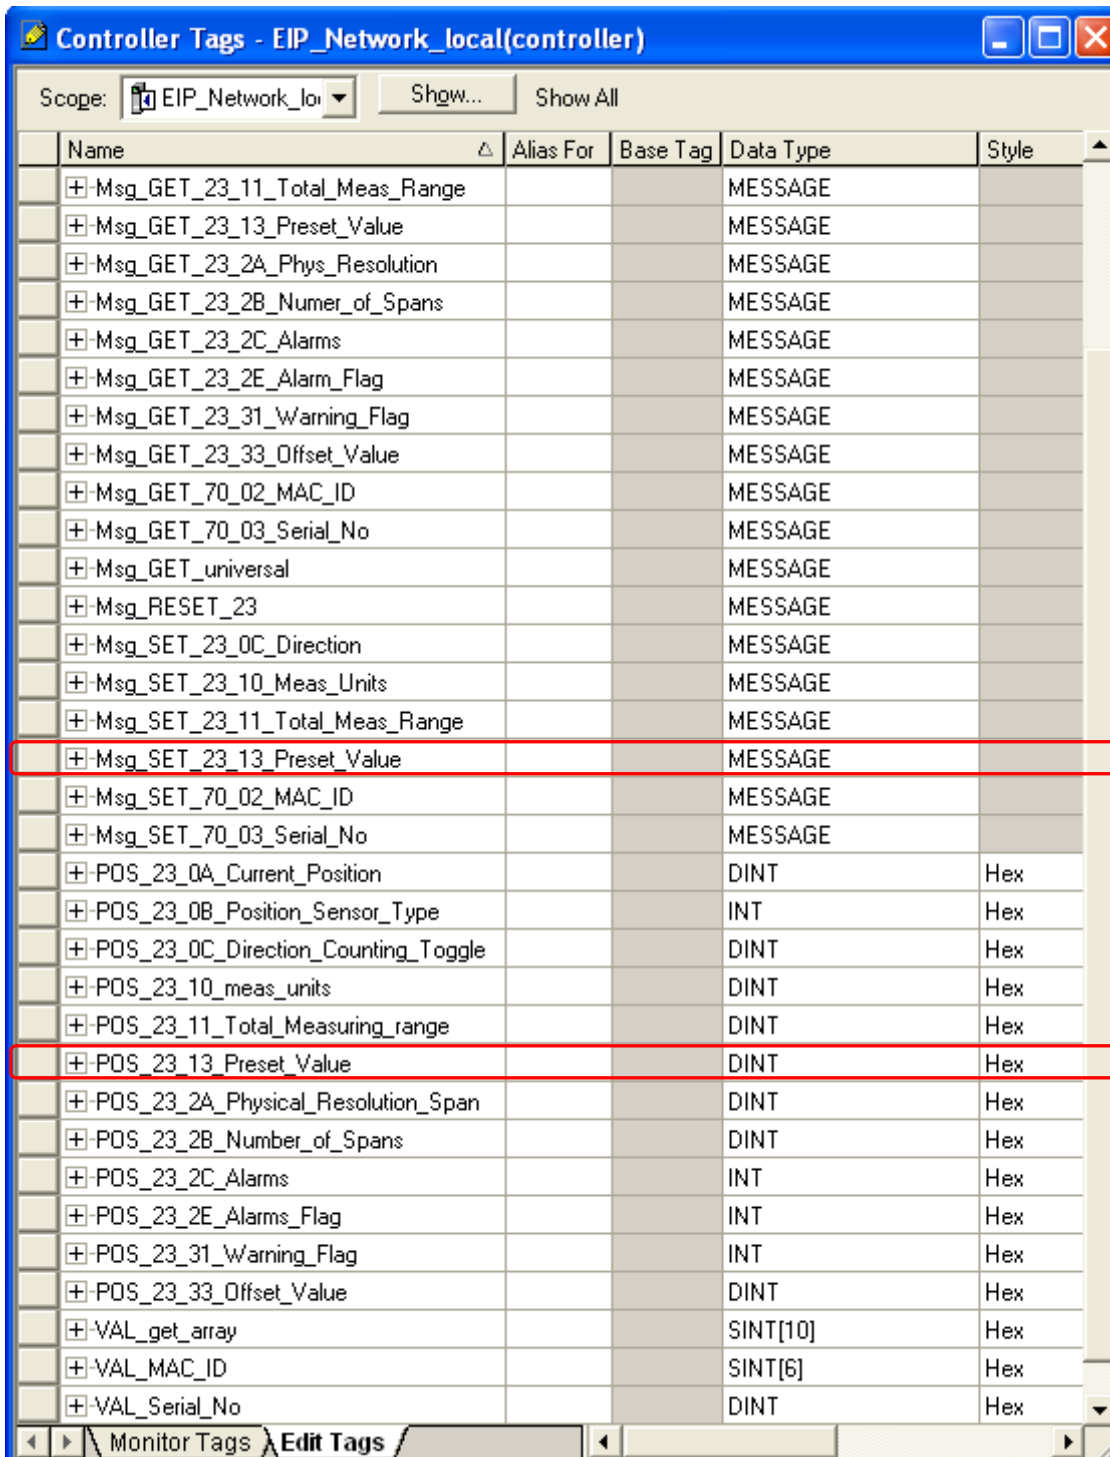 Controller Tags - EIP_Network_local(controller)
Scope: EIP_Network_loc Show... Show All
Name Alias For Base Tag Data Type Style
Msg_GET_23_11_Total_Meas_Range MESSAGE
Msg_GET_23_13_Preset_Value MESSAGE
Msg_GET_23_2A_Phys_Resolution MESSAGE
Msg_GET_23_2B_Numer_of_Spans MESSAGE
Msg_GET_23_2C_Alarms MESSAGE
Msg_GET_23_2E_Alarm_Flag MESSAGE
Msg_GET_23_31_Warning_Flag MESSAGE
Msg_GET_23_33_Offset_Value MESSAGE
Msg_GET_70_02_MAC_ID MESSAGE
Msg_GET_70_03_Serial_No MESSAGE
Msg_GET_universal MESSAGE
Msg_RESET_23 MESSAGE
Msg_SET_23_0C_Direction MESSAGE
Msg_SET_23_10_Meas_Units MESSAGE
Msg_SET_23_11_Total_Meas_Range MESSAGE
Msg_SET_23_13_Preset_Value MESSAGE
Msg_SET_70_02_MAC_ID MESSAGE
Msg_SET_70_03_Serial_No MESSAGE
POS_23_0A_Current_Position DINT Hex
POS_23_0B_Position_Sensor_Type INT Hex
POS_23_0C_Direction_Counting_Toggle DINT Hex
POS_23_10_meas_units DINT Hex
POS_23_11_Total_Measuring_range DINT Hex
POS_23_13_Preset_Value DINT Hex
POS_23_2A_Physical_Resolution_Span DINT Hex
POS_23_2B_Number_of_Spans DINT Hex
POS_23_2C_Alarms INT Hex
POS_23_2E_Alarms_Flag INT Hex
POS_23_31_Warning_Flag INT Hex
POS_23_33_Offset_Value DINT Hex
VAL_get_array SINT[10] Hex
VAL_MAC_ID SINT[6] Hex
VAL_Serial_No DINT Hex
Monitor Tags Edit Tags